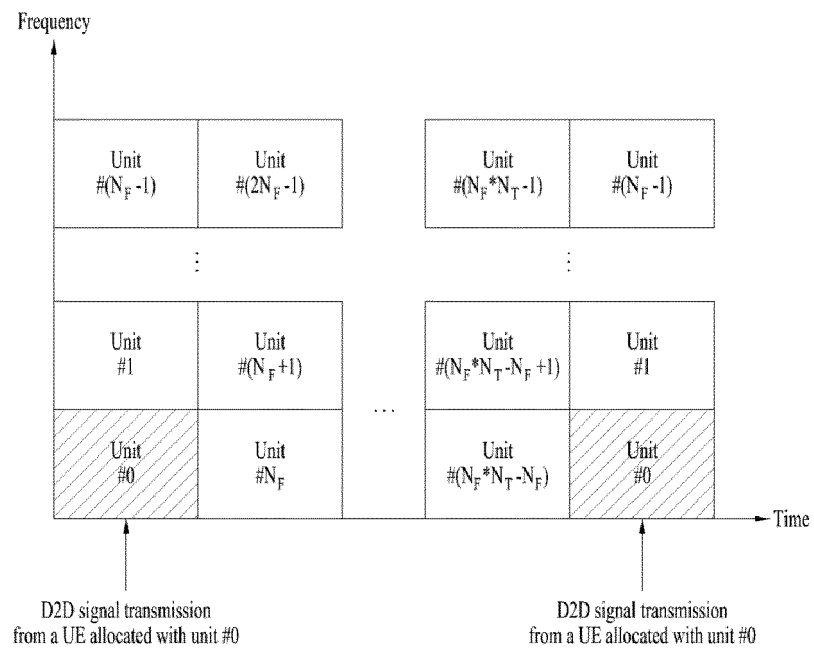 Frequency
Unit
#(N_F -1)
Unit
#(2N_F -1)
Unit
#(N_F*N_T -1)
Unit
#(N_F -1)
⋮
⋮
Unit
#1
Unit
#(N_F +1)
Unit
#(N_F*N_T -N_F +1)
Unit
#1
...
Unit
#0
Unit
#N_F
Unit
#(N_F*N_T -N_F)
Unit
#0
Time
D2D signal transmission
from a UE allocated with unit #0
D2D signal transmission
from a UE allocated with unit #0